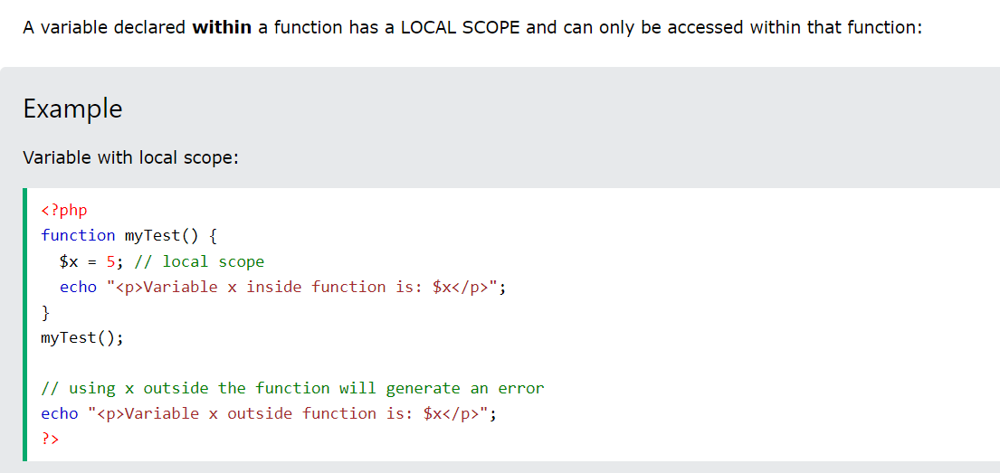 A variable declared within a function has a LOCAL SCOPE and can only be accessed within that function:
Example
Variable with local scope:
<?php
function myTest() {
  $x = 5; // local scope
  echo "<p>Variable x inside function is: $x</p>";
}
myTest();

// using x outside the function will generate an error
echo "<p>Variable x outside function is: $x</p>";
?>